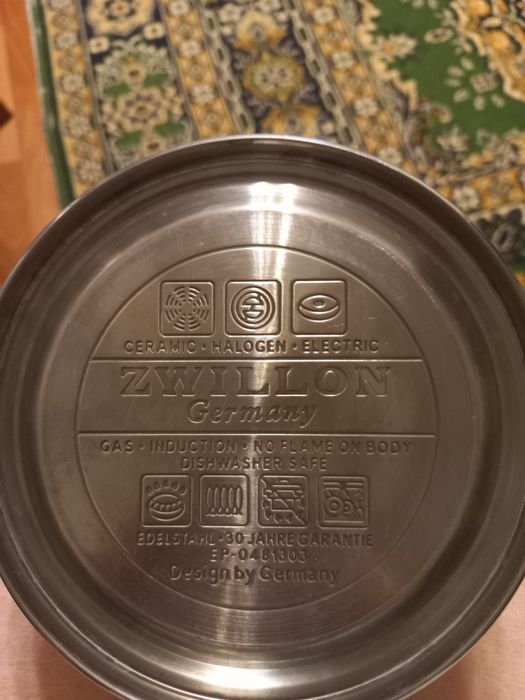 CERAMIC • HALOGEN • ELECTRIC
ZWILLON
Germany
GAS • INDUCTION • NO FLAME ON BODY
DISHWASHER SAFE
EDELSTAHL • 30 JAHRE GARANTIE
EP-0481303
Design by Germany